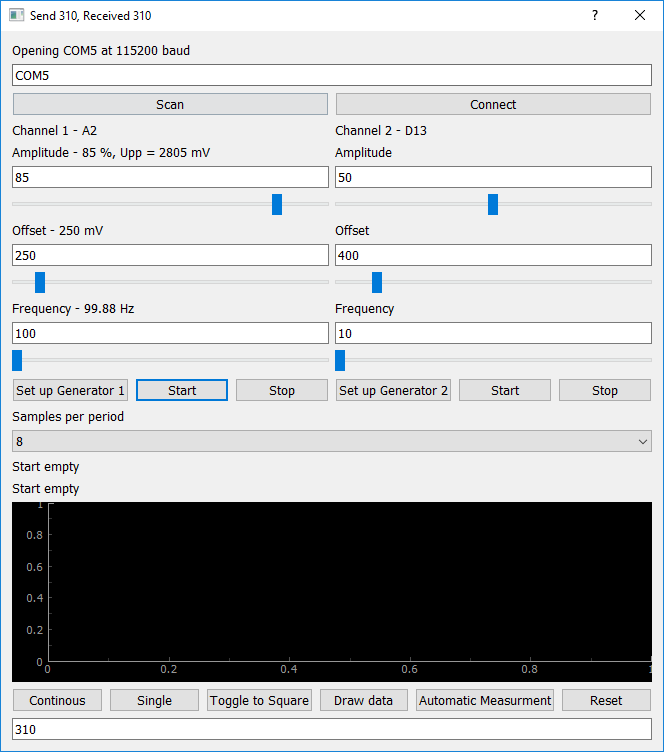 Send 310, Received 310 ?
Opening COM5 at 115200 baud
COM5
Scan Connect
Channel 1 - A2 Channel 2 - D13
Amplitude - 85 %, Upp = 2805 mV Amplitude
85 50
Offset - 250 mV Offset
250 400
Frequency - 99.88 Hz Frequency
100 10
Set up Generator 1 Start Stop Set up Generator 2 Start Stop
Samples per period
8
Start empty
Start empty
1
0.8
0.6
0.4
0.2
0
0 0.2 0.4 0.6 0.8 1
Continous Single Toggle to Square Draw data Automatic Measurment Reset
310